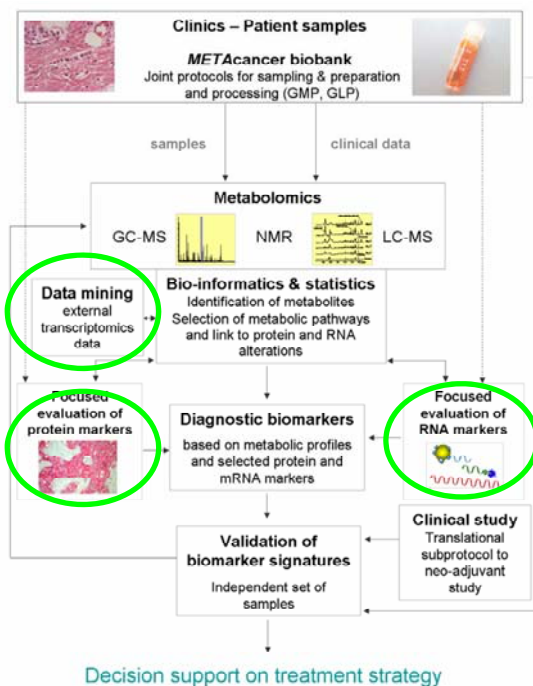 Clinics – Patient samples
METAcancer biobank
Joint protocols for sampling & preparation
and processing (GMP, GLP)
samples
clinical data
Metabolomics
GC-MS
NMR
LC-MS
Bio-informatics & statistics
Identification of metabolites
Selection of metabolic pathways
and link to protein and RNA
alterations
Data mining
external
transcriptomics
data
Focused
evaluation of
protein markers
Diagnostic biomarkers
based on metabolic profiles
and selected protein and
mRNA markers
Focused
evaluation of
RNA markers
Validation of
biomarker signatures
Independent set of
samples
Clinical study
Translational
subprotocol to
neo-adjuvant
study
Decision support on treatment strategy